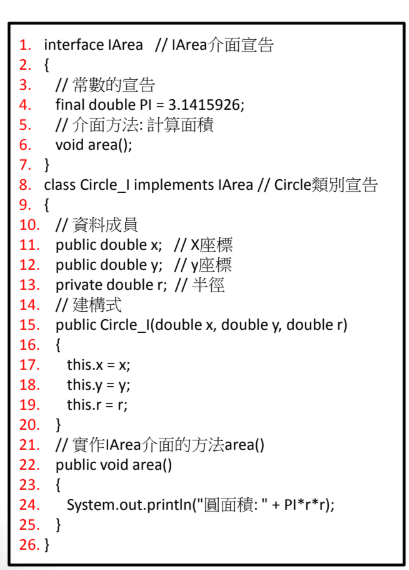 1. interface IArea // IArea介面宣告
2. {
3. // 常數的宣告
4. final double PI = 3.1415926;
5. // 介面方法: 計算面積
6. void area();
7. }
8. class Circle_I implements IArea // Circle類別宣告
9. {
10. // 資料成員
11. public double x; // X座標
12. public double y; // y座標
13. private double r; // 半徑
14. // 建構式
15. public Circle_I(double x, double y, double r)
16. {
17. this.x = x;
18. this.y = y;
19. this.r = r;
20. }
21. // 實作IArea介面的方法area()
22. public void area()
23. {
24. System.out.println("圓面積: " + PI*r*r);
25. }
26. }